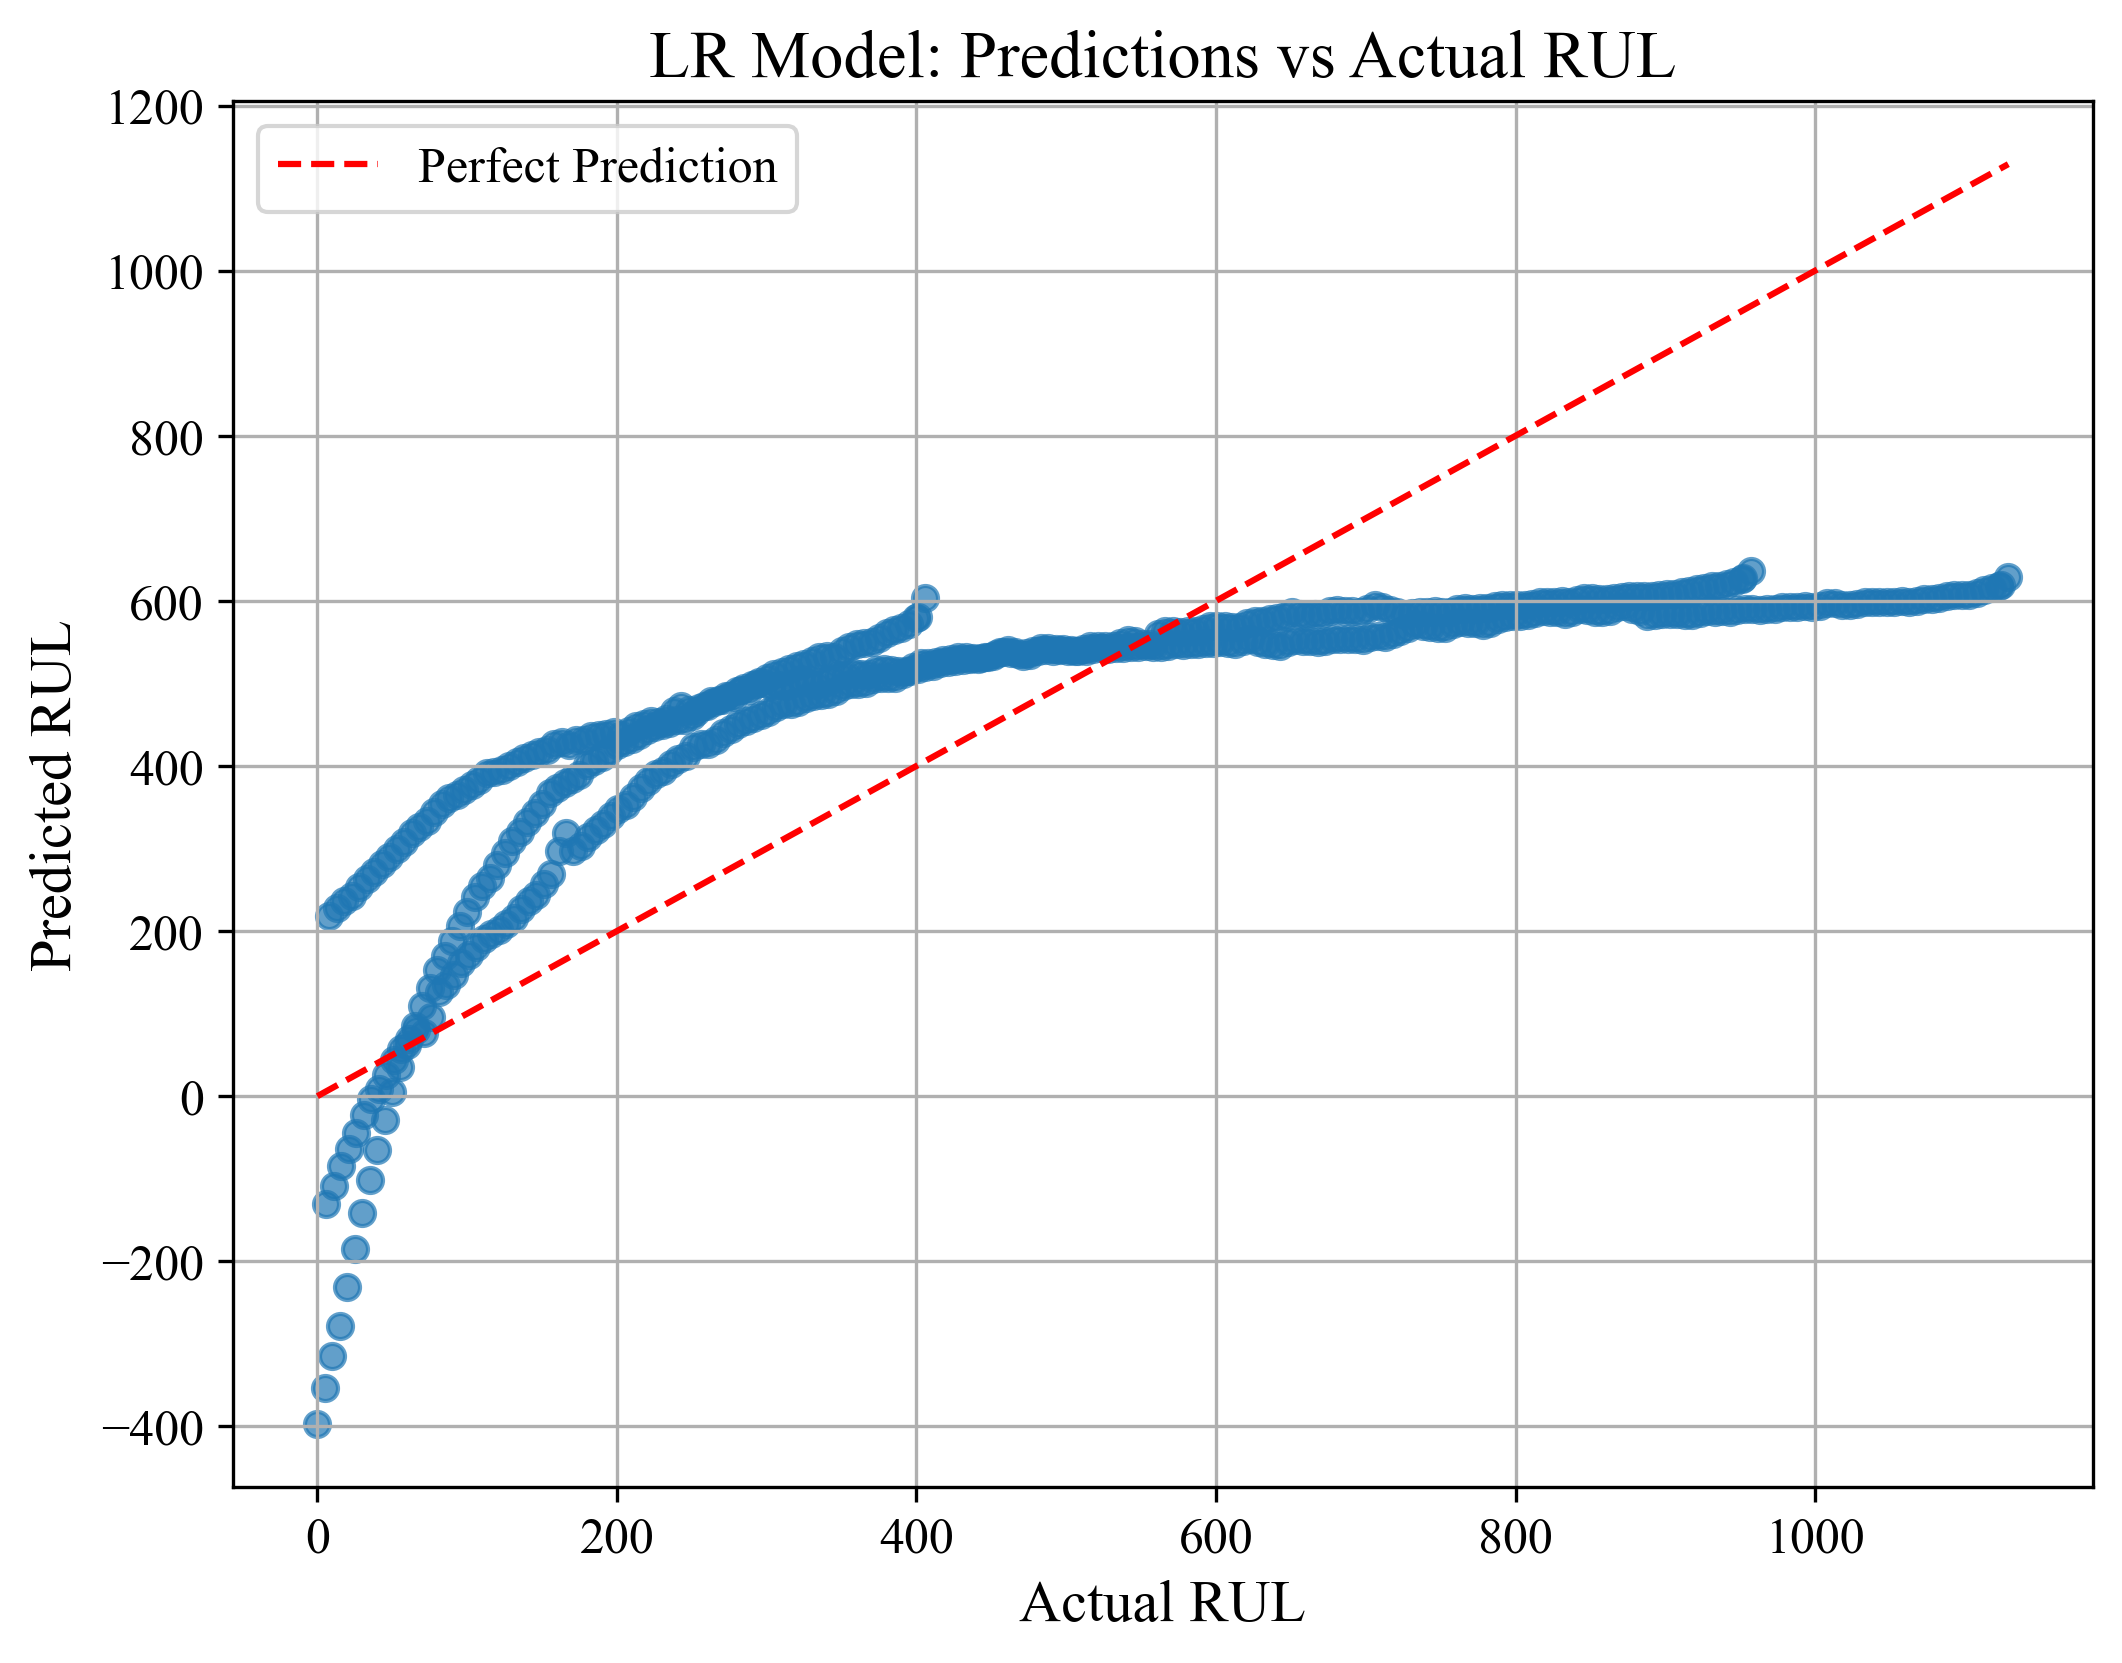 LR Model: Predictions vs Actual RUL
Perfect Prediction
Predicted RUL
1200
1000
800
600
400
200
0
−200
−400
0 200 400 600 800 1000
Actual RUL